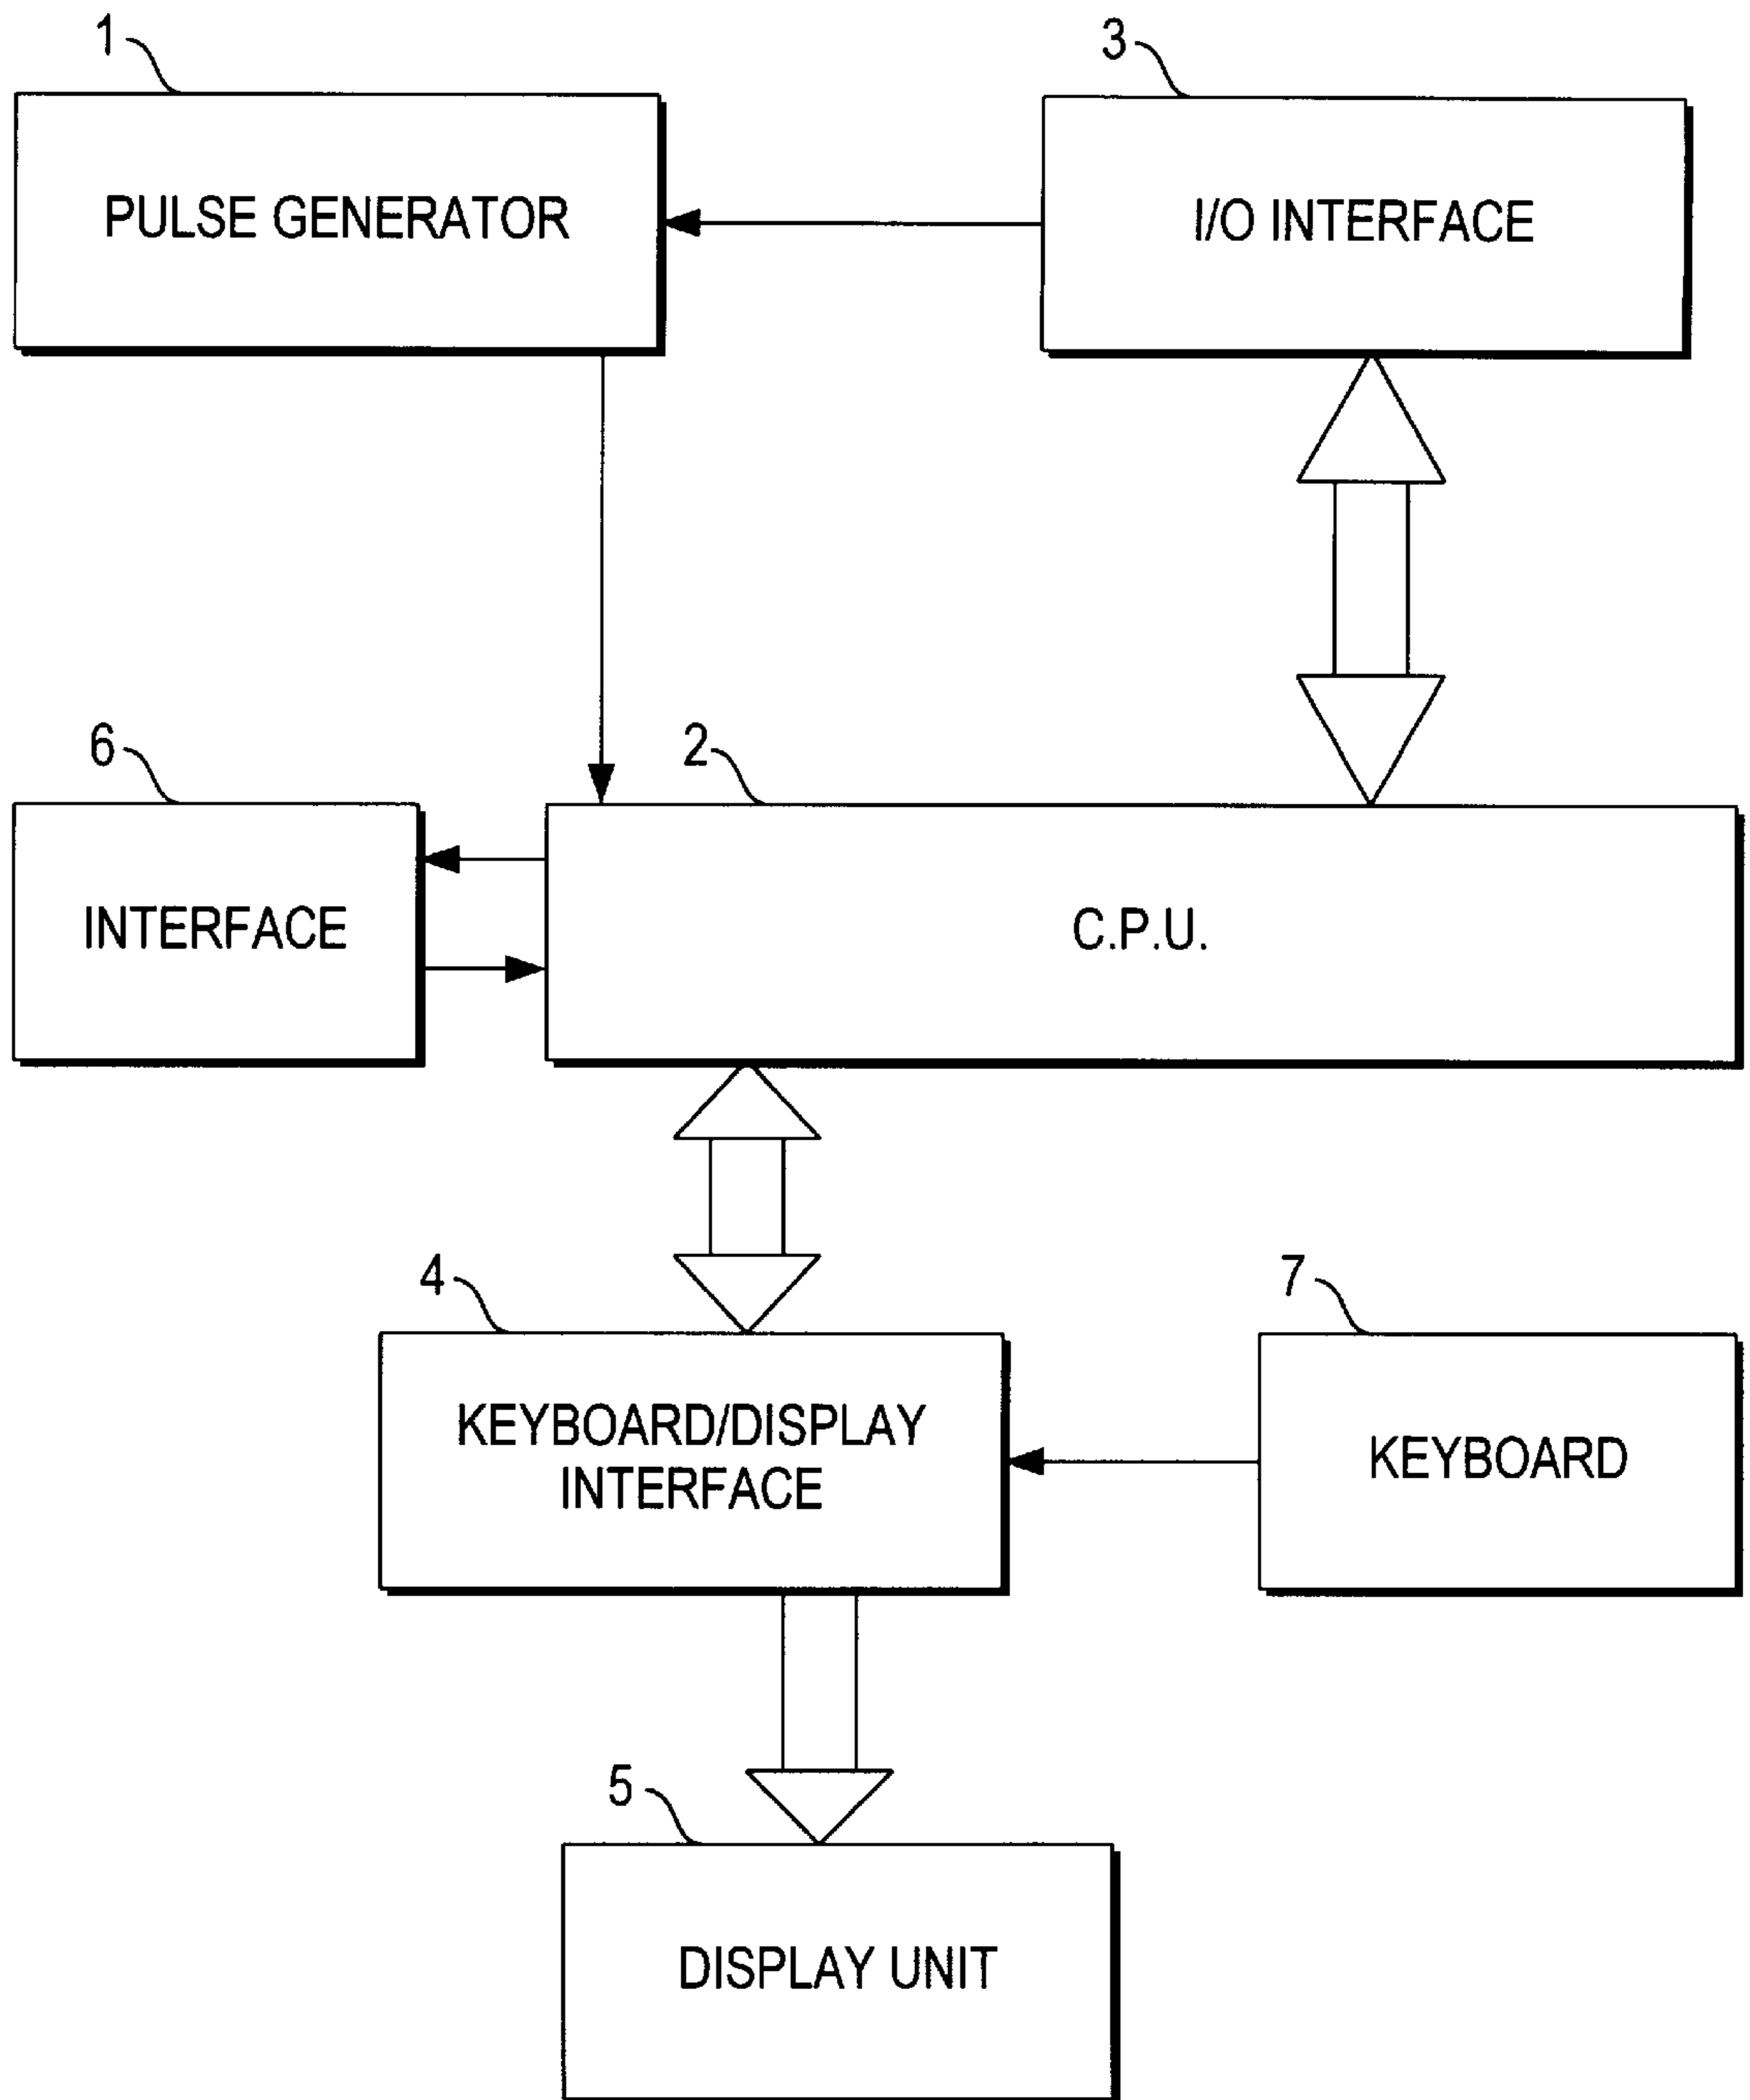 1
3
PULSE GENERATOR
I/O INTERFACE
6
2
INTERFACE
C.P.U.
4
7
KEYBOARD/DISPLAY
INTERFACE
KEYBOARD
5
DISPLAY UNIT